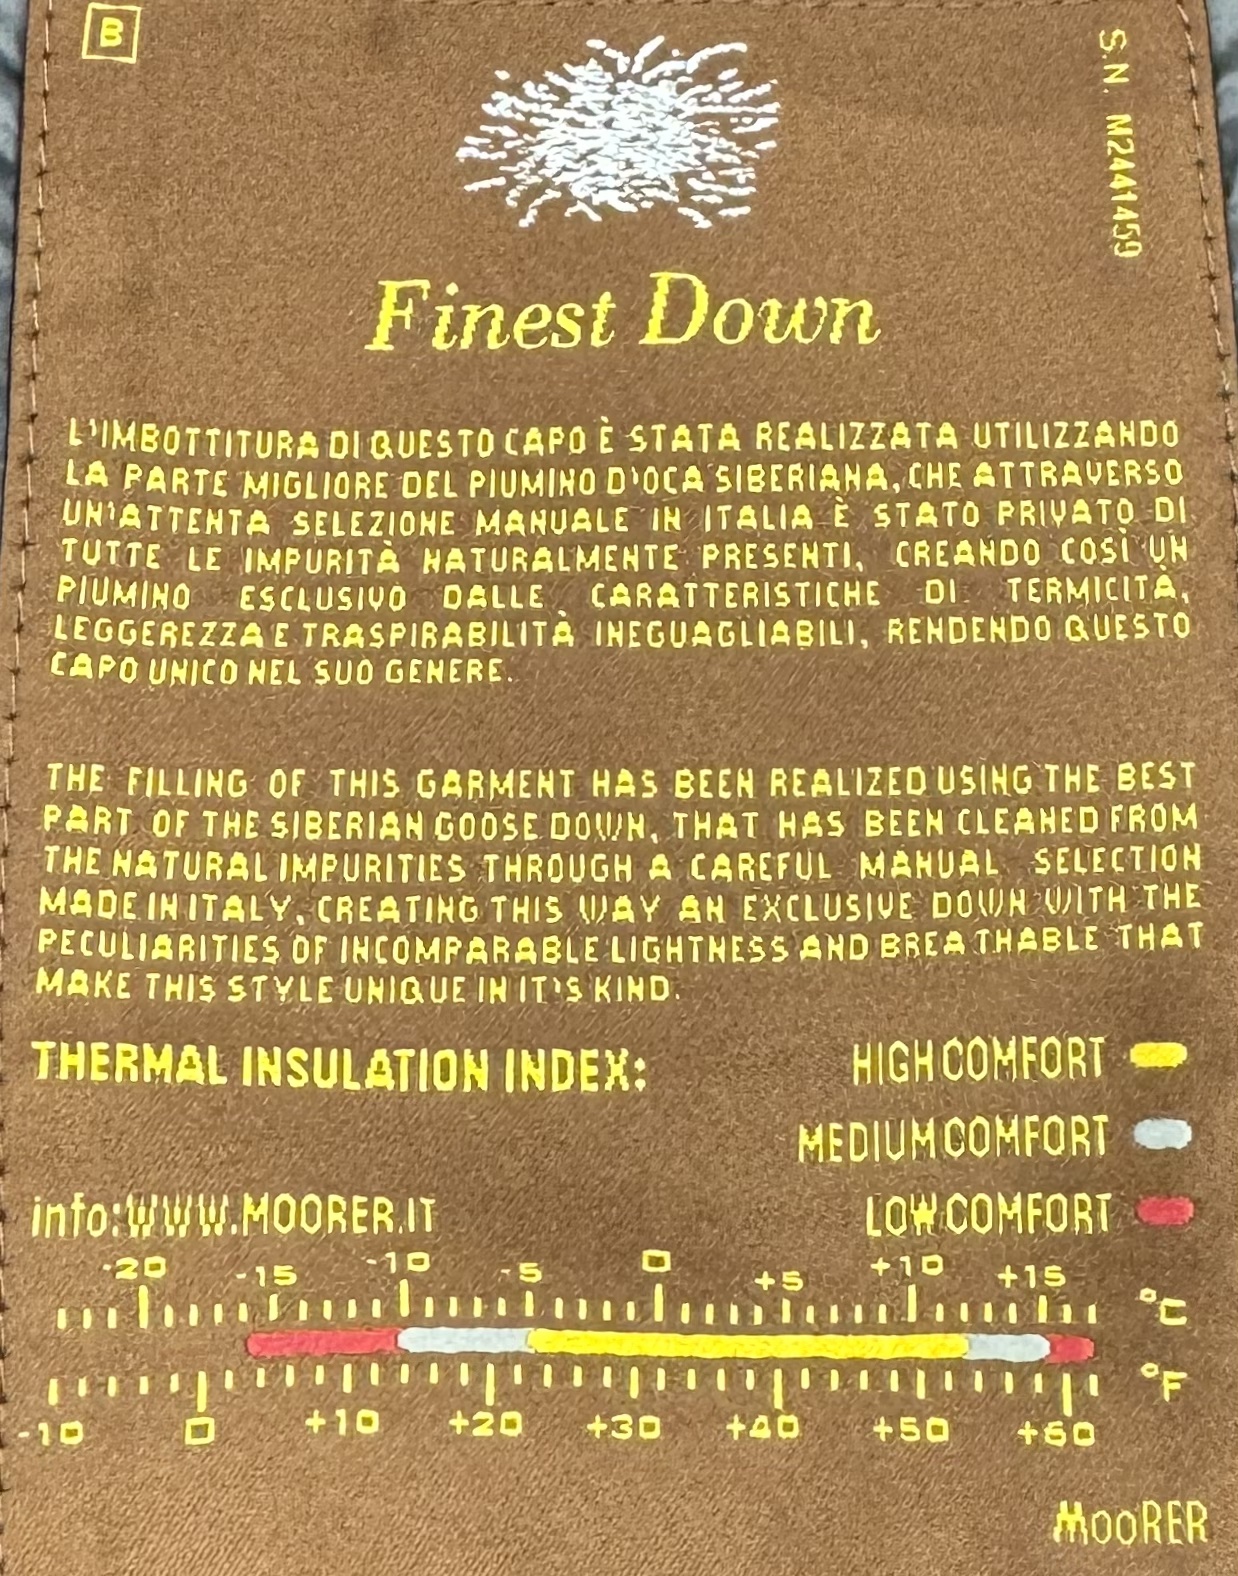 B
S.N. M2441459
Finest Down
L'IMBOTTITURA DI QUESTO CAPO È STATA REALIZZATA UTILIZZANDO
LA PARTE MIGLIORE DEL PIUMINO D'OCA SIBERIANA, CHE ATTRAVERSO
UN'ATTENTA SELEZIONE MANUALE IN ITALIA È STATO PRIVATO DI
TUTTE LE IMPURITÀ NATURALMENTE PRESENTI, CREANDO COSÌ UN
PIUMINO ESCLUSIVO DALLE CARATTERISTICHE DI TERMICITÀ,
LEGGEREZZA E TRASPIRABILITÀ INEGUAGLIABILI, RENDENDO QUESTO
CAPO UNICO NEL SUO GENERE.
THE FILLING OF THIS GARMENT HAS BEEN REALIZED USING THE BEST
PART OF THE SIBERIAN GOOSE DOWN, THAT HAS BEEN CLEANED FROM
THE NATURAL IMPURITIES THROUGH A CAREFUL MANUAL SELECTION
MADE IN ITALY, CREATING THIS WAY AN EXCLUSIVE DOWN WITH THE
PECULIARITIES OF INCOMPARABLE LIGHTNESS AND BREATHABLE THAT
MAKE THIS STYLE UNIQUE IN IT'S KIND.
THERMAL INSULATION INDEX:
HIGH COMFORT
MEDIUM COMFORT
LOW COMFORT
info:WWW.MOORER.IT
-20 -15 -10 -5 0 +5 +10 +15 °C
-10 0 +10 +20 +30 +40 +50 +60 °F
MOORER